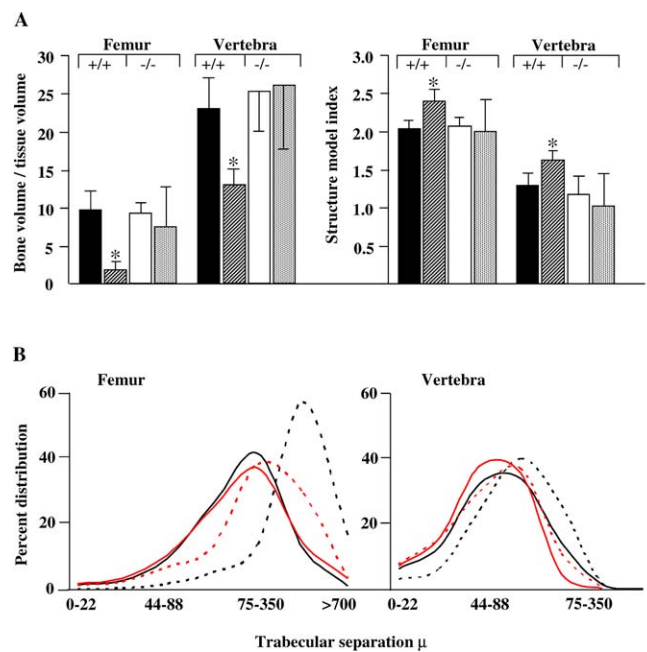 A
Femur Vertebra
+/+ -/- +/+ -/-
30
25
20
15
10
5
0
Bone volume / tissue volume
* *
Femur Vertebra
+/+ -/- +/+ -/-
3.0
2.5
2.0
1.5
1.0
0.5
Structure model index
* *
B
Femur
60
40
20
0
Percent distribution
0-22 44-88 75-350 >700
Vertebra
60
40
20
0-22 44-88 75-350
Trabecular separation μ